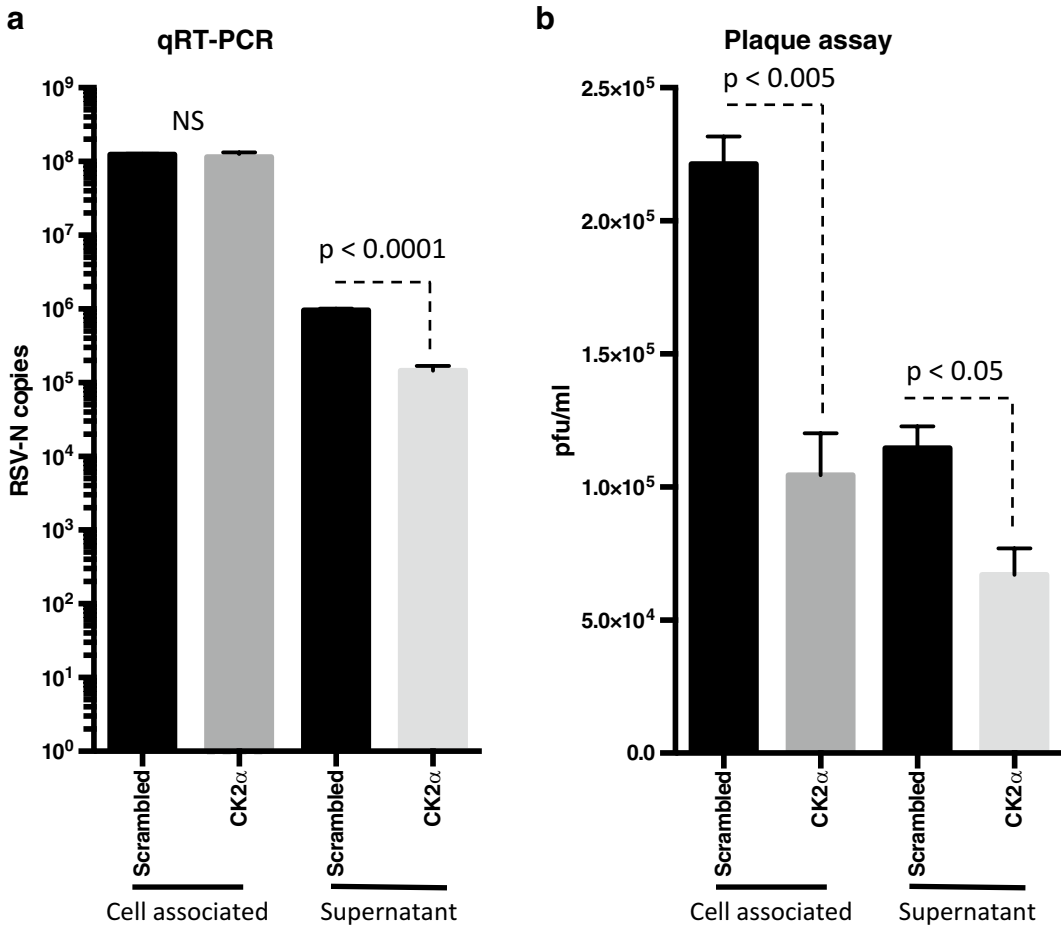 a
qRT-PCR
RSV-N copies
10⁹
10⁸
10⁷
10⁶
10⁵
10⁴
10³
10²
10¹
10⁰
NS
p < 0.0001
Scrambled
CK2α
Scrambled
CK2α
Cell associated
Supernatant
b
Plaque assay
pfu/ml
2.5×10⁵
2.0×10⁵
1.5×10⁵
1.0×10⁵
5.0×10⁴
0.0
p < 0.005
p < 0.05
Scrambled
CK2α
Scrambled
CK2α
Cell associated
Supernatant